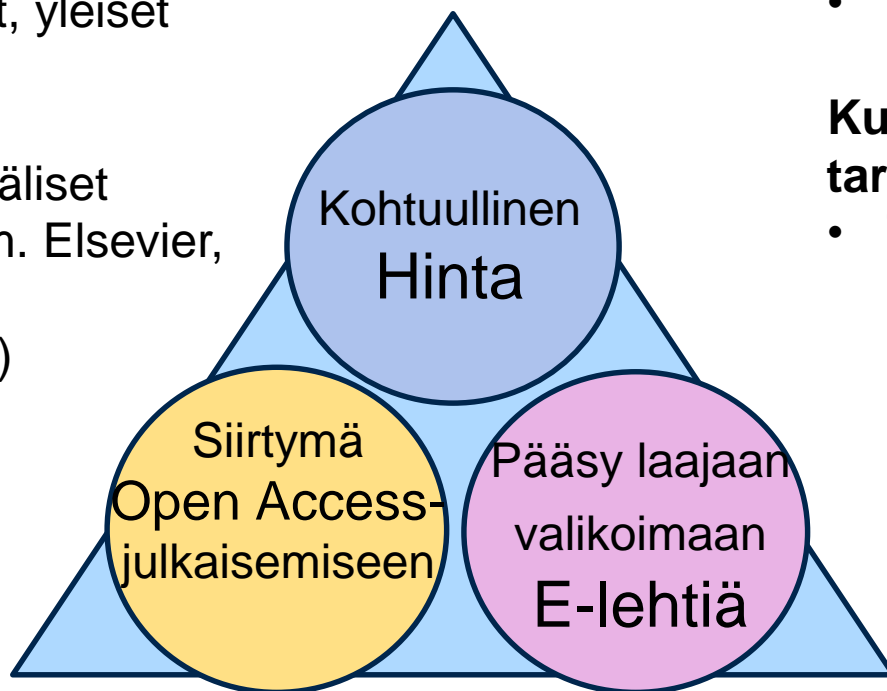 t, yleiset
äliset
n. Elsevier,
)
Kohtuullinen
Hinta
Siirtymä
Open Access-
julkaisemiseen
Pääsy laajaan
valikoimaan
E-lehtiä
•
Ku
tar
•